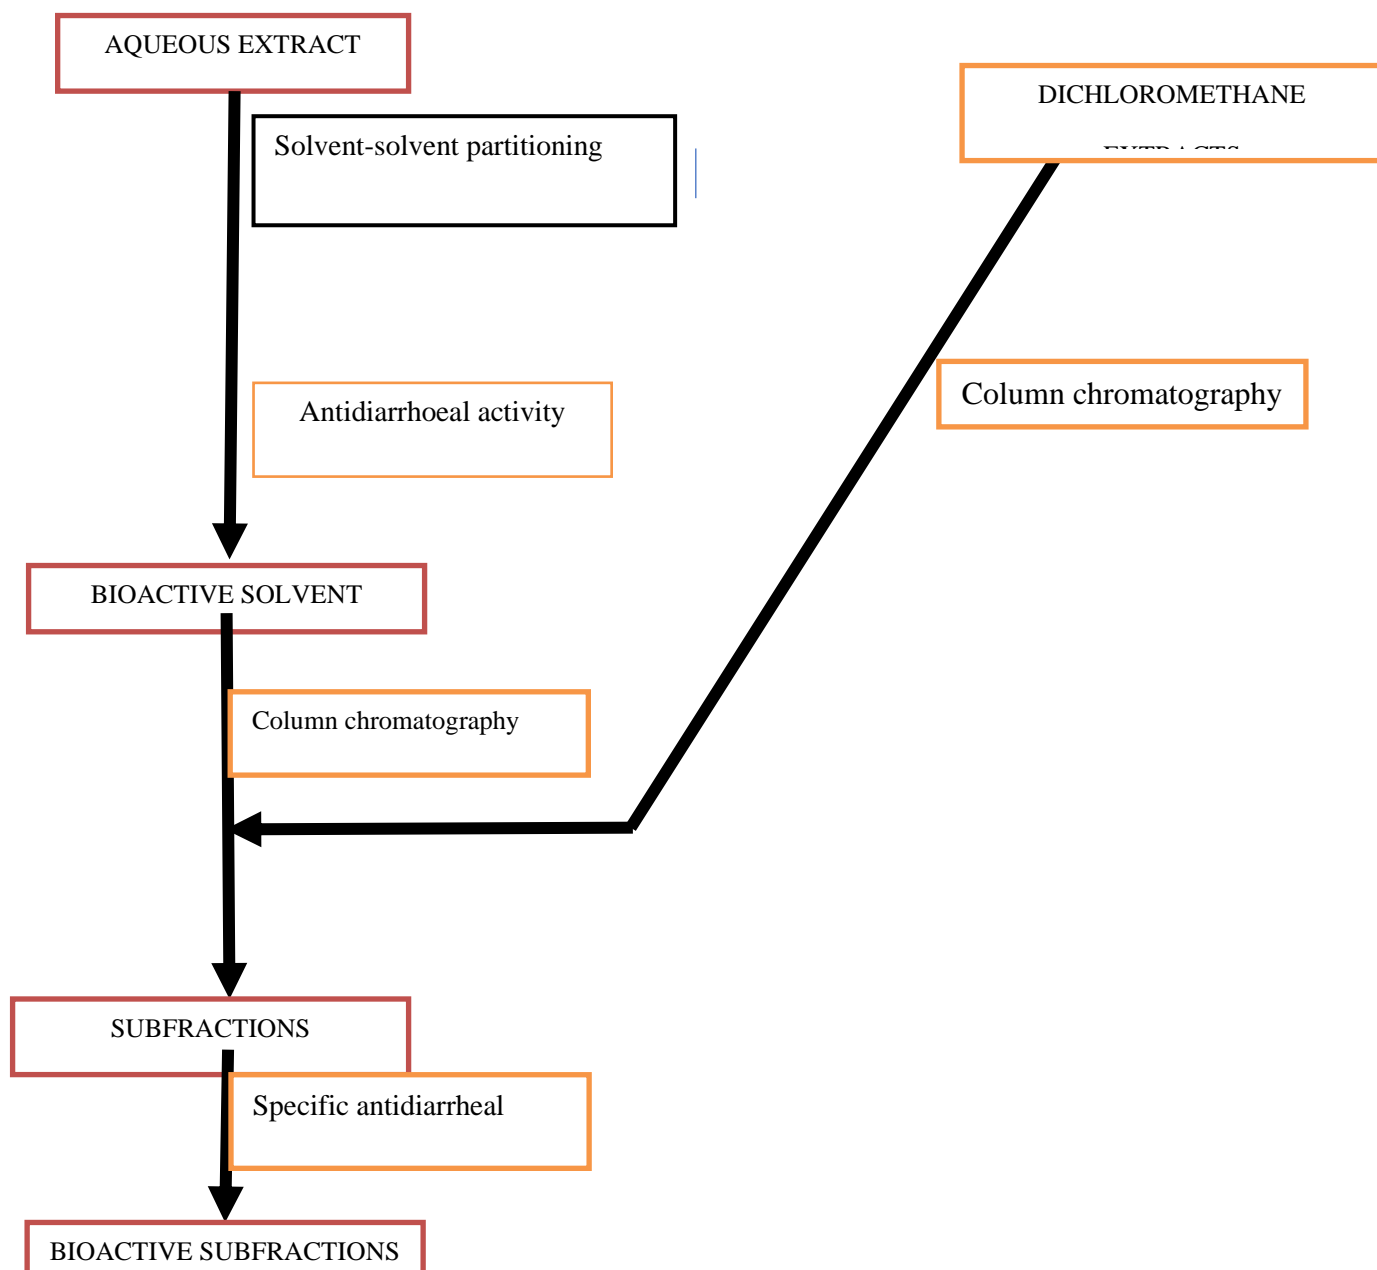 AQUEOUS EXTRACT
DICHLOROMETHANE
Solvent-solvent partitioning
Column chromatography
Antidiarrhoeal activity
BIOACTIVE SOLVENT
Column chromatography
SUBFRACTIONS
Specific antidiarrheal
BIOACTIVE SUBFRACTIONS